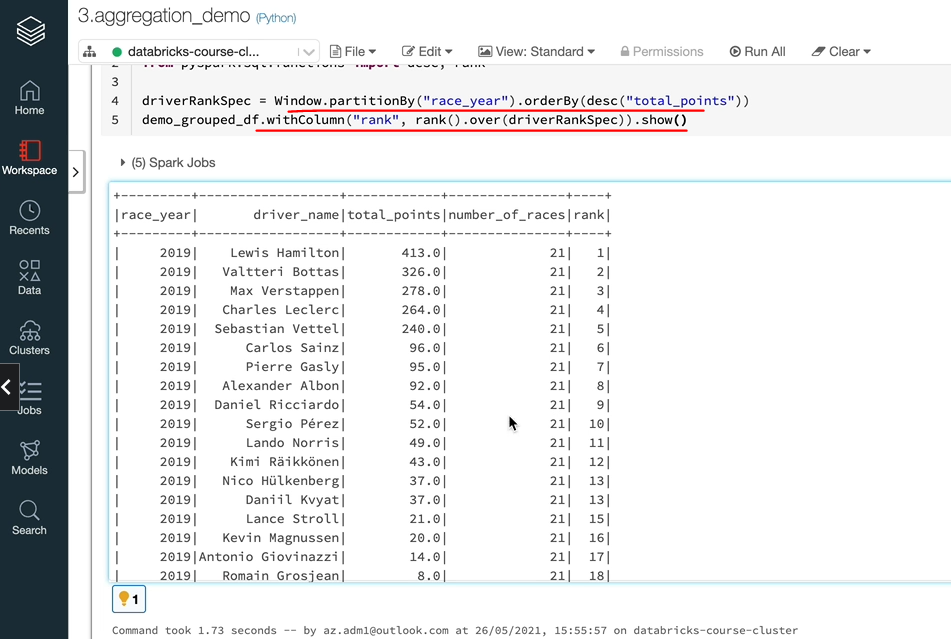 3.aggregation_demo (Python)
databricks-course-cl... File Edit View: Standard Permissions Run All Clear
2 from pyspark.sql.functions import desc, rank
3
4 driverRankSpec = Window.partitionBy("race_year").orderBy(desc("total_points"))
5 demo_grouped_df.withColumn("rank", rank().over(driverRankSpec)).show()
(5) Spark Jobs
+---------+------------------+------------+---------------+----+
|race_year|       driver_name|total_points|number_of_races|rank|
+---------+------------------+------------+---------------+----+
|     2019|    Lewis Hamilton|       413.0|             21|   1|
|     2019|   Valtteri Bottas|       326.0|             21|   2|
|     2019|    Max Verstappen|       278.0|             21|   3|
|     2019|   Charles Leclerc|       264.0|             21|   4|
|     2019|  Sebastian Vettel|       240.0|             21|   5|
|     2019|      Carlos Sainz|        96.0|             21|   6|
|     2019|      Pierre Gasly|        95.0|             21|   7|
|     2019|   Alexander Albon|        92.0|             21|   8|
|     2019|  Daniel Ricciardo|        54.0|             21|   9|
|     2019|      Sergio Pérez|        52.0|             21|  10|
|     2019|      Lando Norris|        49.0|             21|  11|
|     2019|    Kimi Räikkönen|        43.0|             21|  12|
|     2019|   Nico Hülkenberg|        37.0|             21|  13|
|     2019|      Daniil Kvyat|        37.0|             21|  13|
|     2019|      Lance Stroll|        21.0|             21|  15|
|     2019|   Kevin Magnussen|        20.0|             21|  16|
|     2019|Antonio Giovinazzi|        14.0|             21|  17|
|     2019|   Romain Grosjean|         8.0|             21|  18|
1
Command took 1.73 seconds -- by az.adm1@outlook.com at 26/05/2021, 15:55:57 on databricks-course-cluster
Home
Workspace
Recents
Data
Clusters
Jobs
Models
Search